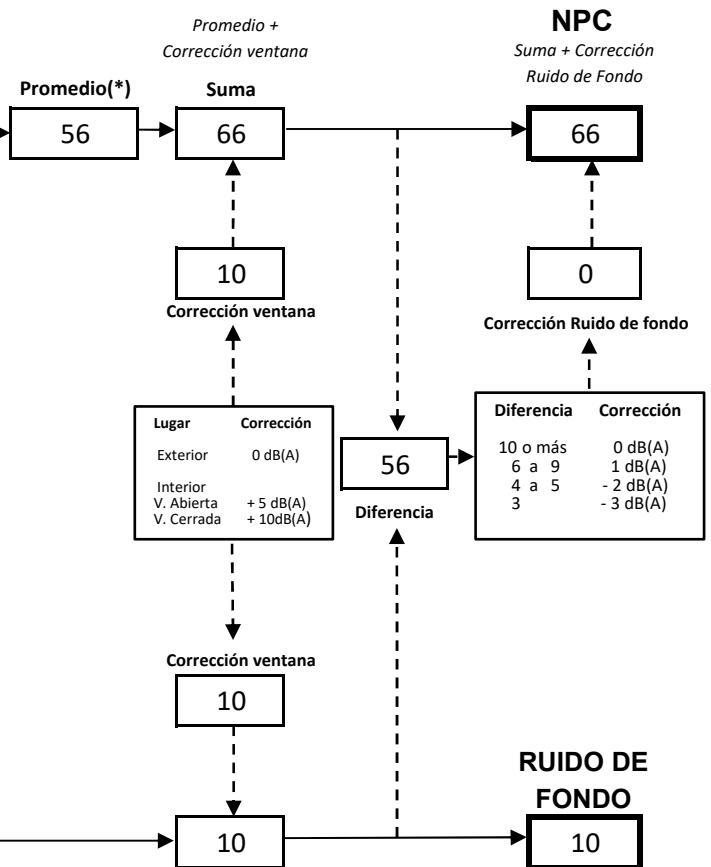 Promedio +
Corrección ventana
NPC
Suma + Corrección
Ruido de Fondo
Promedio(*)
Suma
56
66
66
10
0
Corrección ventana
Corrección Ruido de fondo
Lugar Corrección
Exterior 0 dB(A)
Interior
V. Abierta + 5 dB(A)
V. Cerrada + 10dB(A)
56
Diferencia
Diferencia Corrección
10 o más 0 dB(A)
6 a 9 1 dB(A)
4 a 5 - 2 dB(A)
3 - 3 dB(A)
Corrección ventana
10
RUIDO DE
FONDO
10
10